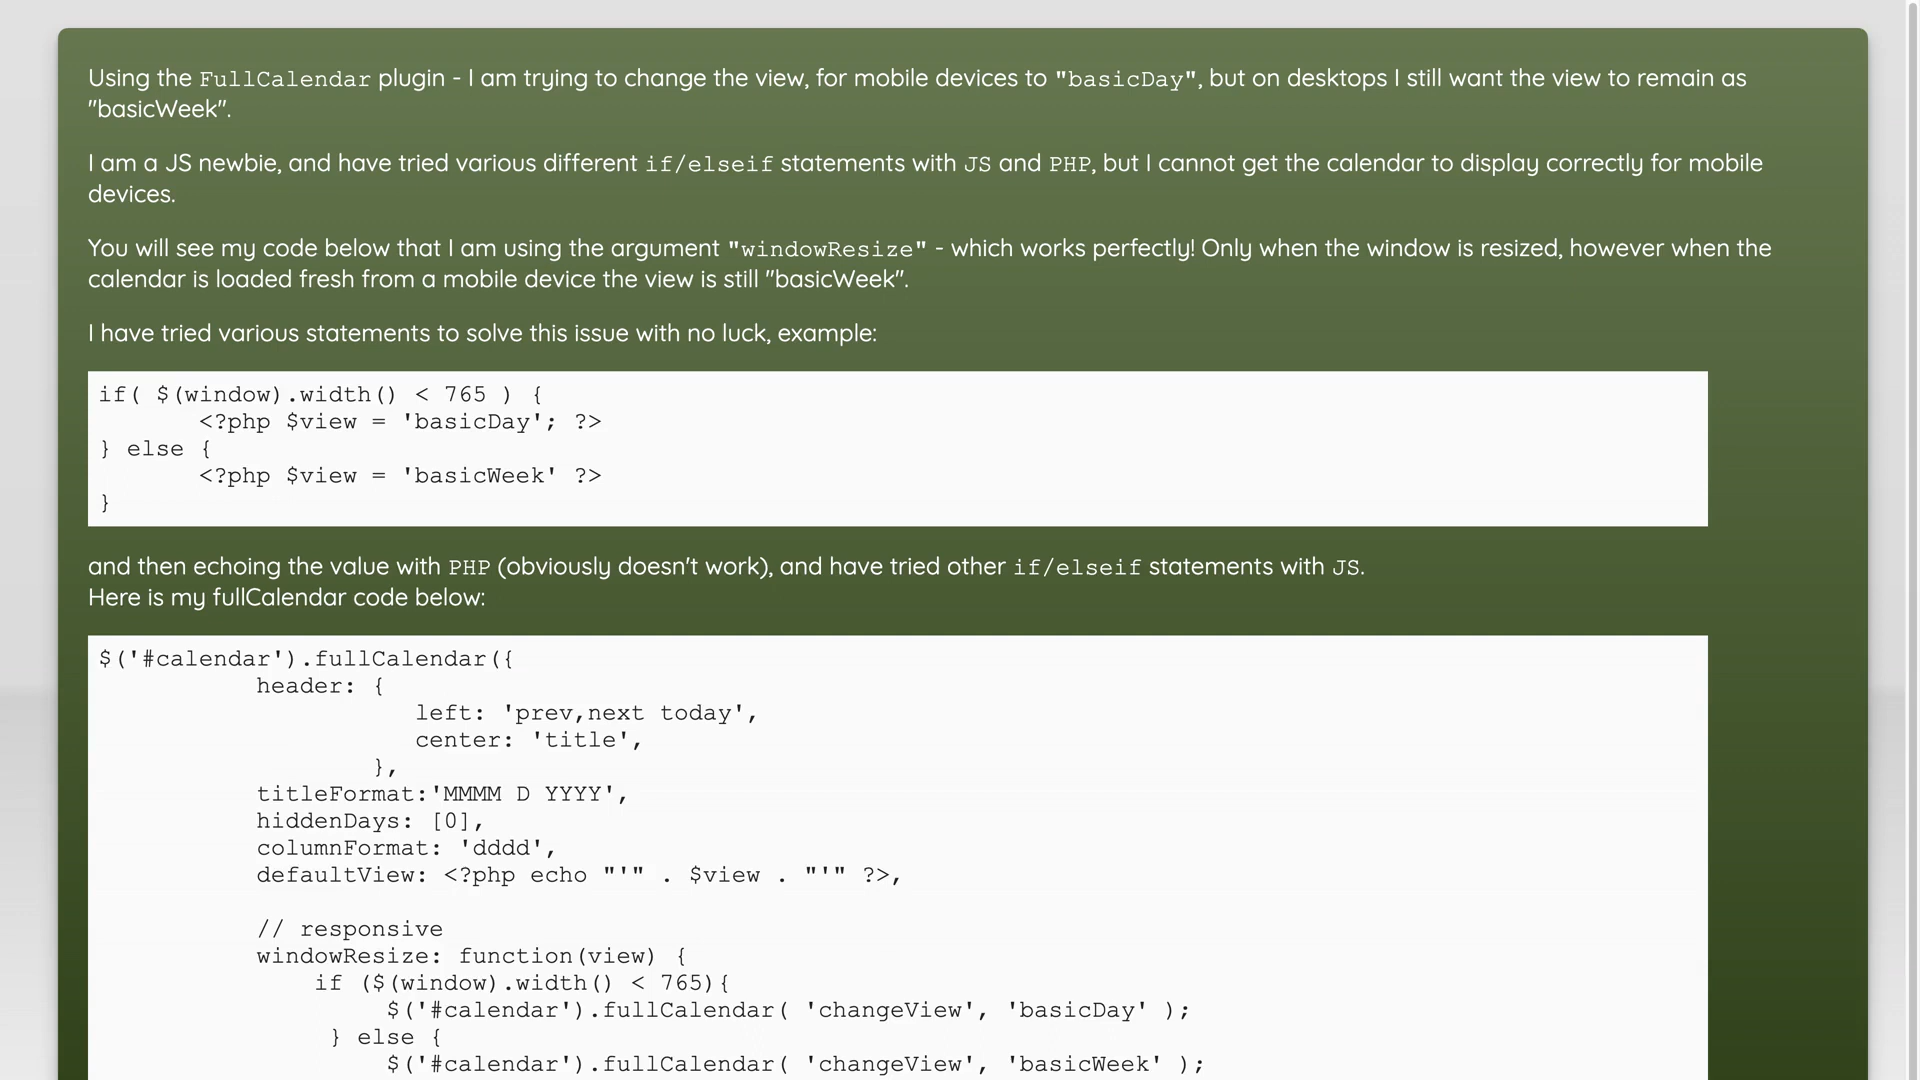 Using the FullCalendar plugin - I am trying to change the view, for mobile devices to "basicDay", but on desktops I still want the view to remain as
"basicWeek".
I am a JS newbie, and have tried various different if/elseif statements with JS and PHP, but I cannot get the calendar to display correctly for mobile
devices.
You will see my code below that I am using the argument "windowResize" - which works perfectly! Only when the window is resized, however when the
calendar is loaded fresh from a mobile device the view is still "basicWeek".
I have tried various statements to solve this issue with no luck, example:
if( $(window).width() < 765 ) {
<?php $view = 'basicDay'; ?>
} else {
<?php $view = 'basicWeek' ?>
}
and then echoing the value with PHP (obviously doesn't work), and have tried other if/elseif statements with JS.
Here is my fullCalendar code below:
$('#calendar').fullCalendar({
header: {
left: 'prev,next today',
center: 'title',
},
titleFormat:'MMMM D YYYY',
hiddenDays: [0],
columnFormat: 'dddd',
defaultView: <?php echo "'" . $view . "'" ?>,
// responsive
windowResize: function(view) {
if ($(window).width() < 765){
$('#calendar').fullCalendar( 'changeView', 'basicDay' );
} else {
$('#calendar').fullCalendar( 'changeView', 'basicWeek' );